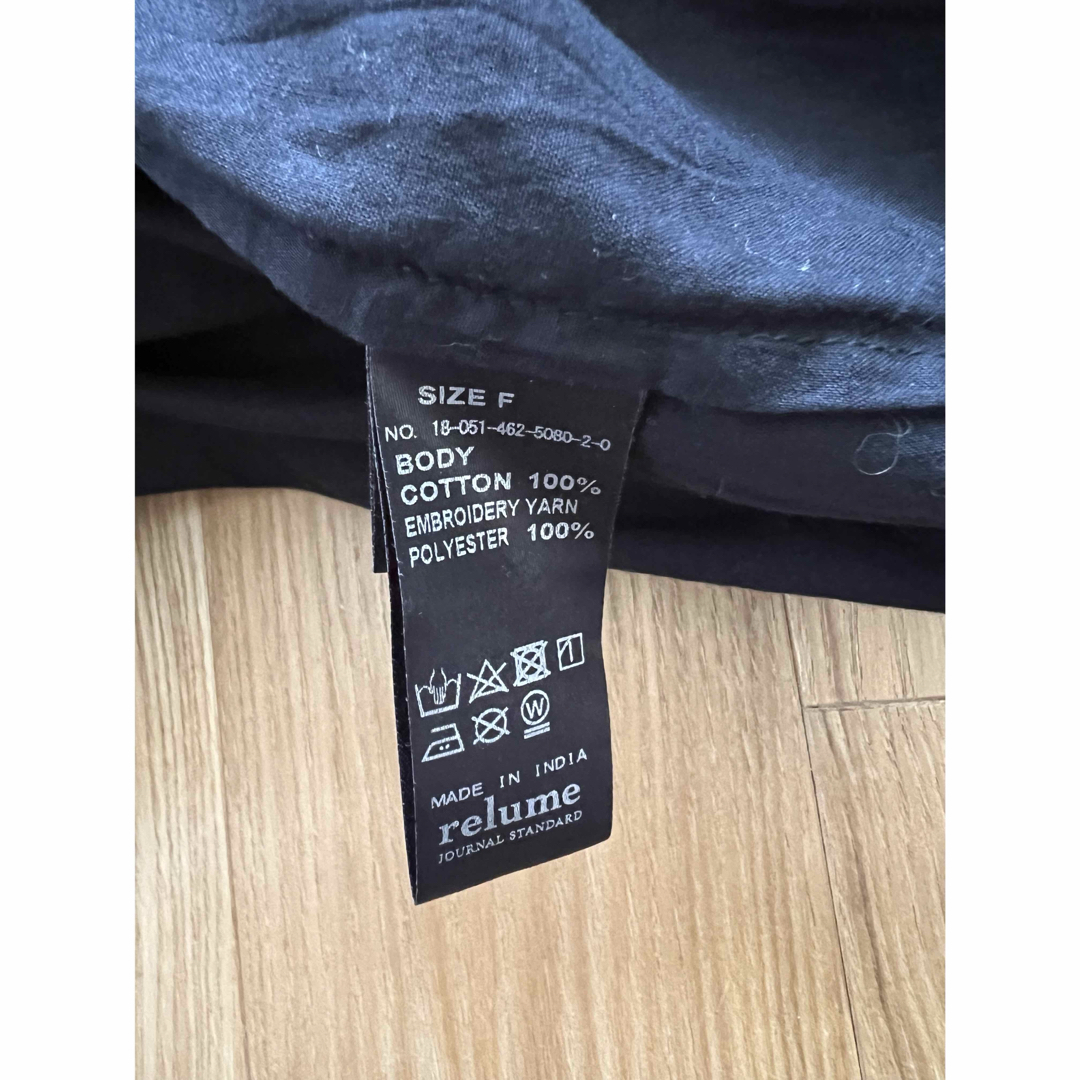 SIZE F
NO. 18-051-462-5080-2-0
BODY
COTTON 100%
EMBROIDERY YARN
POLYESTER 100%
W
MADE IN INDIA
relume
JOURNAL STANDARD